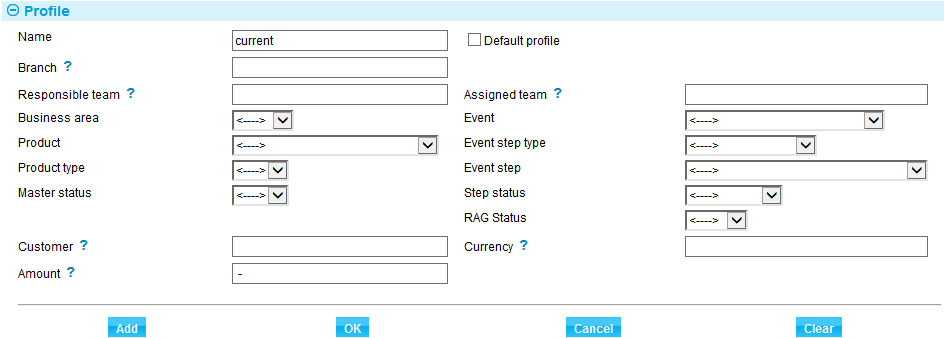 Profile
Name current Default profile
Branch ?
Responsible team ? Assigned team ?
Business area <----> Event <---->
Product <----> Event step type <---->
Product type <----> Event step <---->
Master status <----> Step status <---->
RAG Status <---->
Customer ? Currency ?
Amount ? -
Add OK Cancel Clear